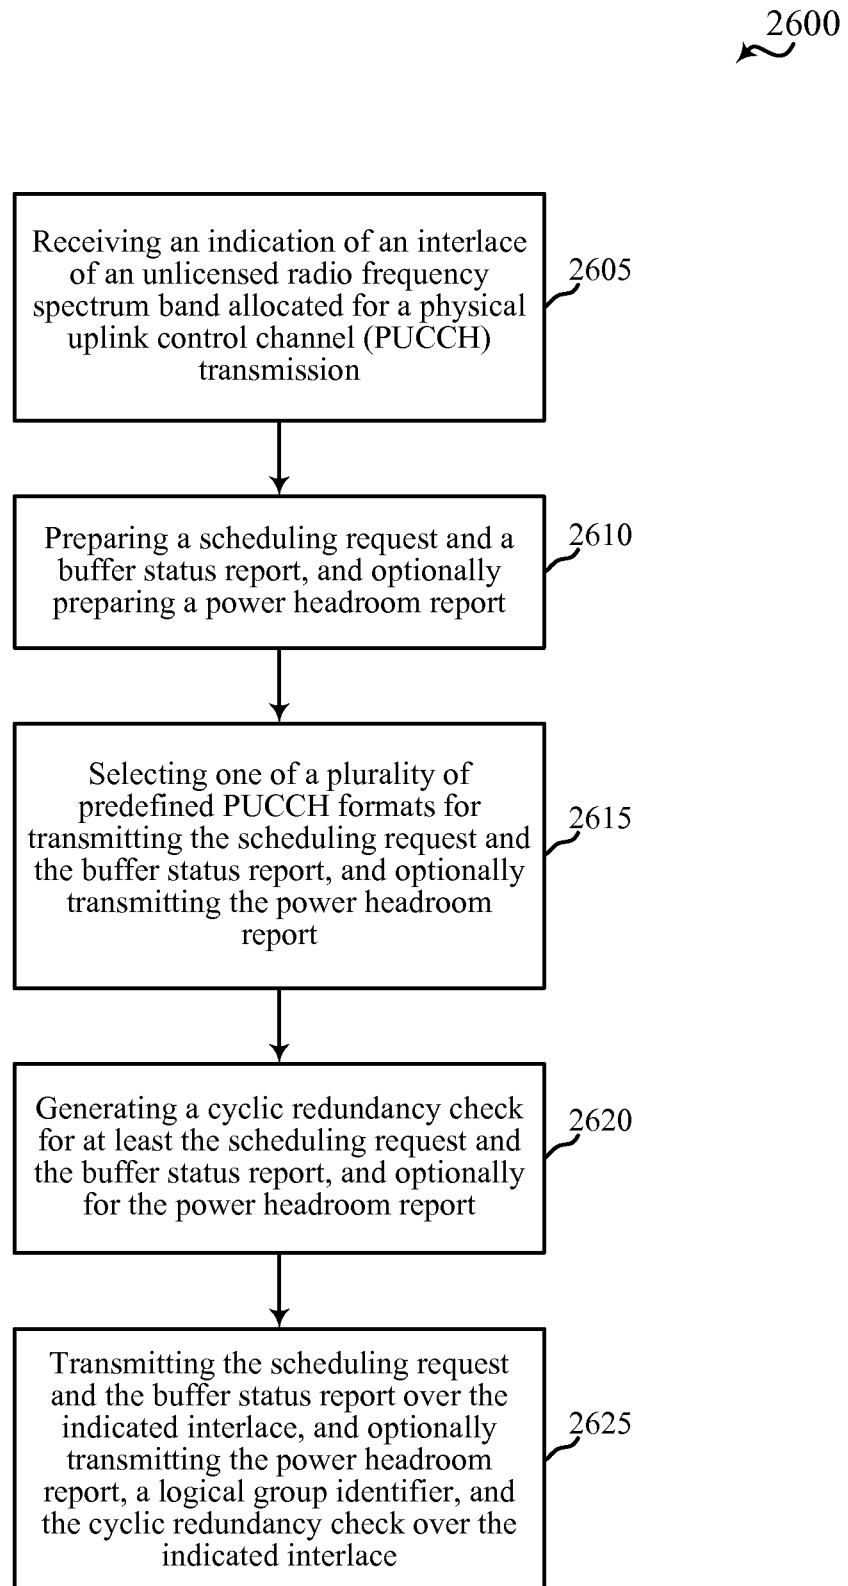 2600
Receiving an indication of an interlace
of an unlicensed radio frequency
spectrum band allocated for a physical
uplink control channel (PUCCH)
transmission
2605
Preparing a scheduling request and a
buffer status report, and optionally
preparing a power headroom report
2610
Selecting one of a plurality of
predefined PUCCH formats for
transmitting the scheduling request and
the buffer status report, and optionally
transmitting the power headroom
report
2615
Generating a cyclic redundancy check
for at least the scheduling request and
the buffer status report, and optionally
for the power headroom report
2620
Transmitting the scheduling request
and the buffer status report over the
indicated interlace, and optionally
transmitting the power headroom
report, a logical group identifier, and
the cyclic redundancy check over the
indicated interlace
2625